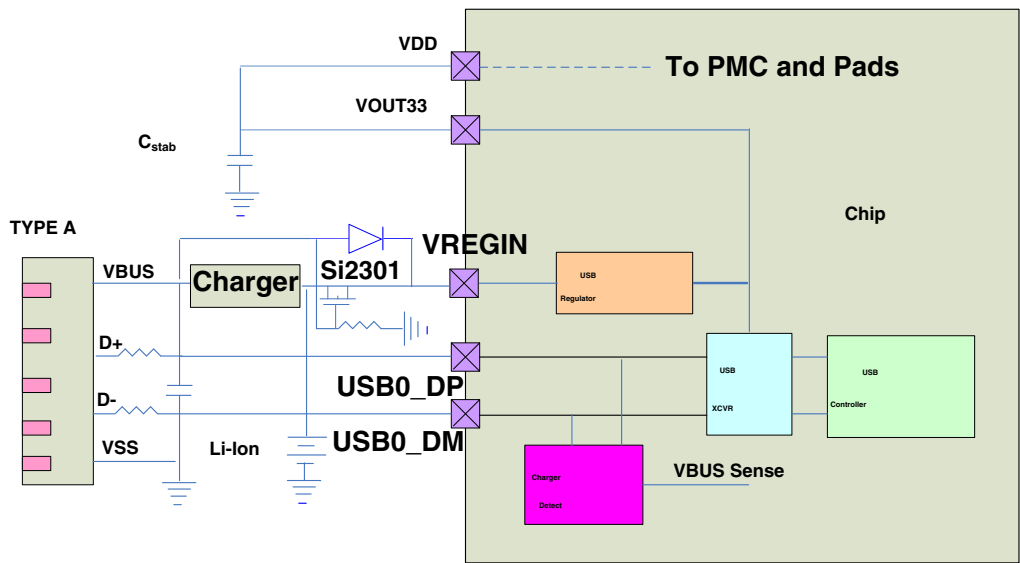 VDD
To PMC and Pads
VOUT33
Cstab
Chip
TYPE A
VREGIN
VBUS
Charger
Si2301
USB
Regulator
D+
USB0_DP
USB
XCVR
USB
Controller
D-
USB0_DM
VSS
Li-Ion
Charger
Detect
VBUS Sense